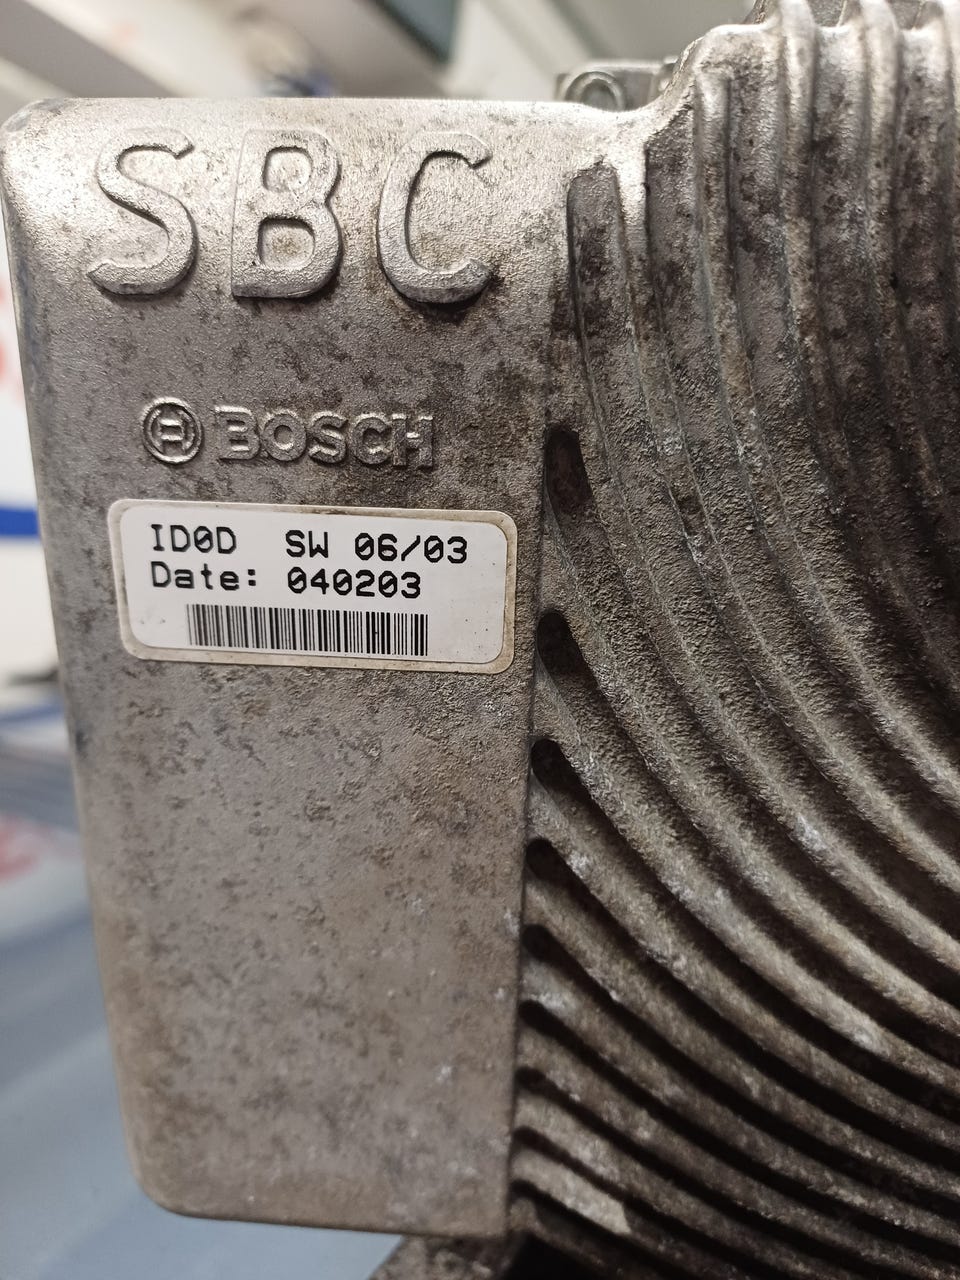 SBC
BOSCH
ID0D SW 06/03
Date: 040203